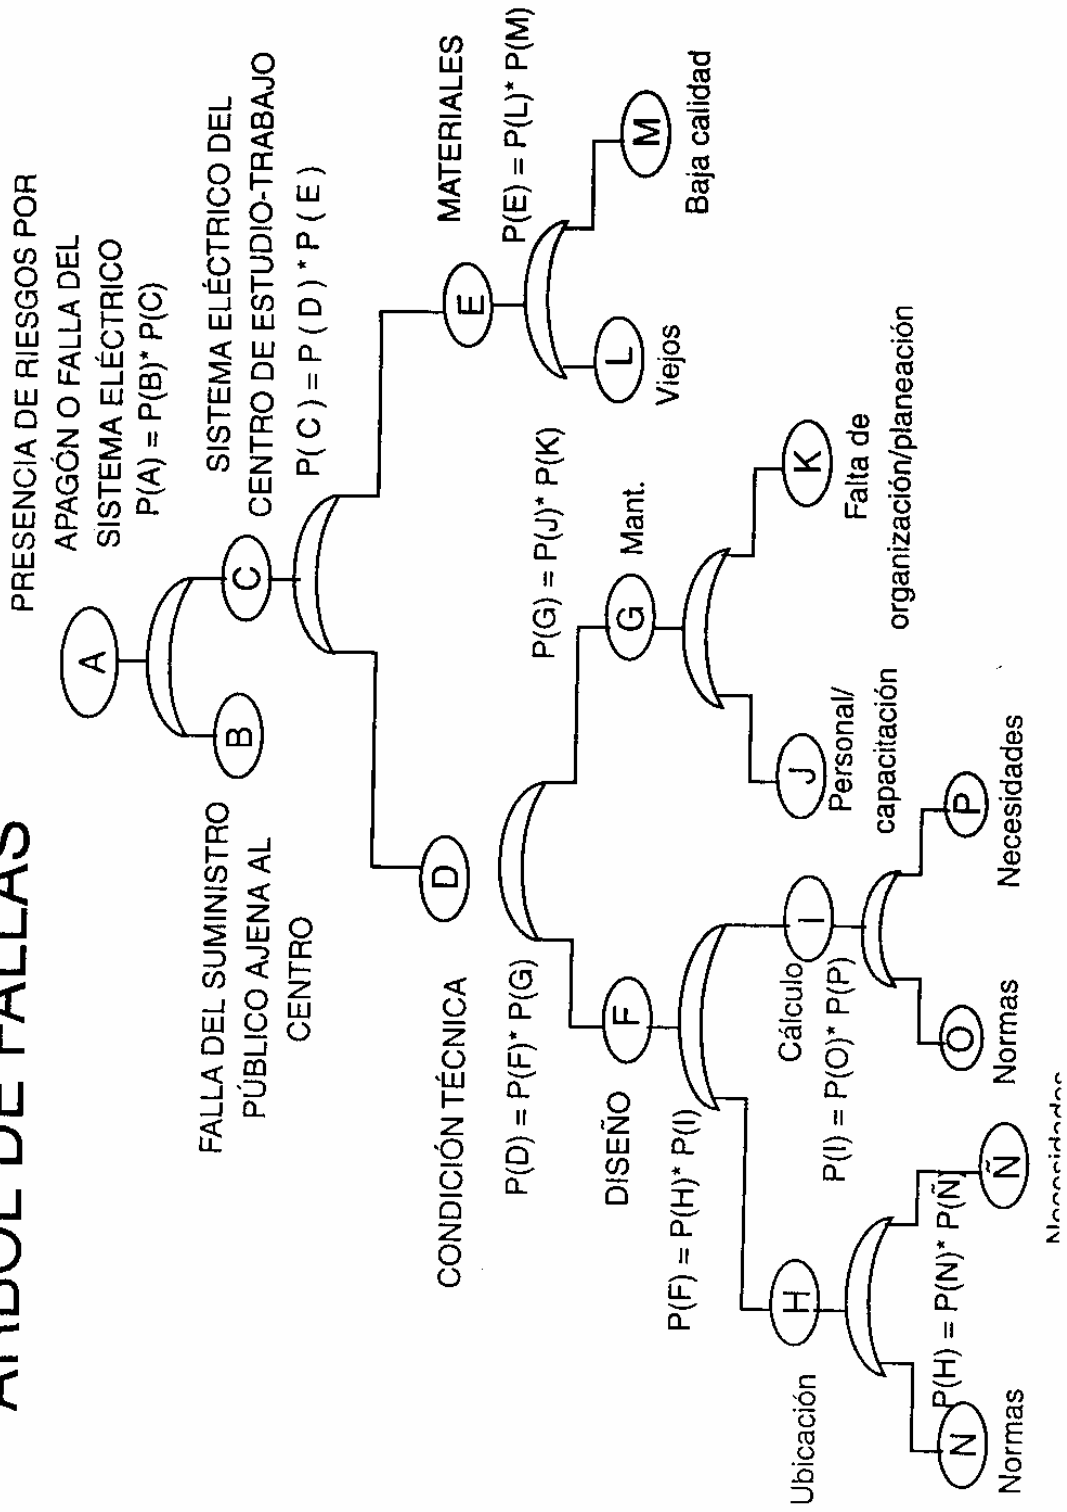 ÁRBOL DE FALLAS
PRESENCIA DE RIESGOS POR
APAGÓN O FALLA DEL
SISTEMA ELÉCTRICO
P(A) = P(B)* P(C)
A
FALLA DEL SUMINISTRO
PÚBLICO AJENA AL
CENTRO
B
C
SISTEMA ELÉCTRICO DEL
CENTRO DE ESTUDIO-TRABAJO
P( C ) = P ( D ) * P ( E )
CONDICIÓN TÉCNICA
D
P(D) = P(F)* P(G)
E
MATERIALES
P(E) = P(L)* P(M)
DISEÑO
F
P(F) = P(H)* P(I)
P(G) = P(J)* P(K)
G
Mant.
L
Viejos
M
Baja calidad
Ubicación
H
P(H) = P(N)* P(Ñ)
Cálculo
I
P(I) = P(O)* P(P)
J
Personal/
capacitación
K
Falta de
organización/planeación
N
Normas
Ñ
Necesidades
O
Normas
P
Necesidades